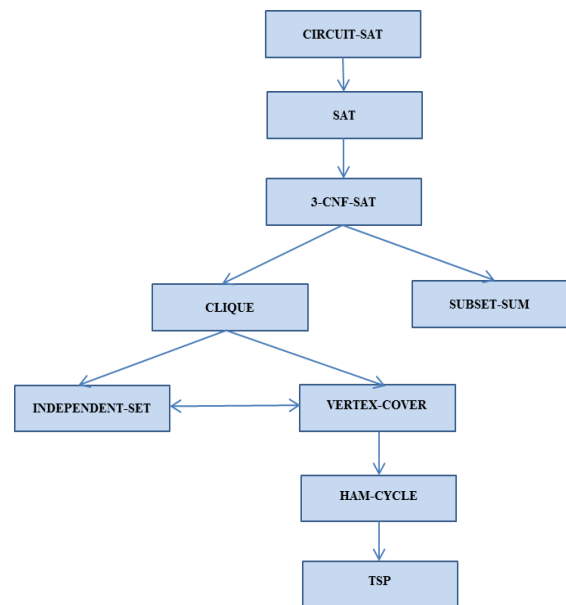 CIRCUIT-SAT
SAT
3-CNF-SAT
CLIQUE
SUBSET-SUM
INDEPENDENT-SET
VERTEX-COVER
HAM-CYCLE
TSP